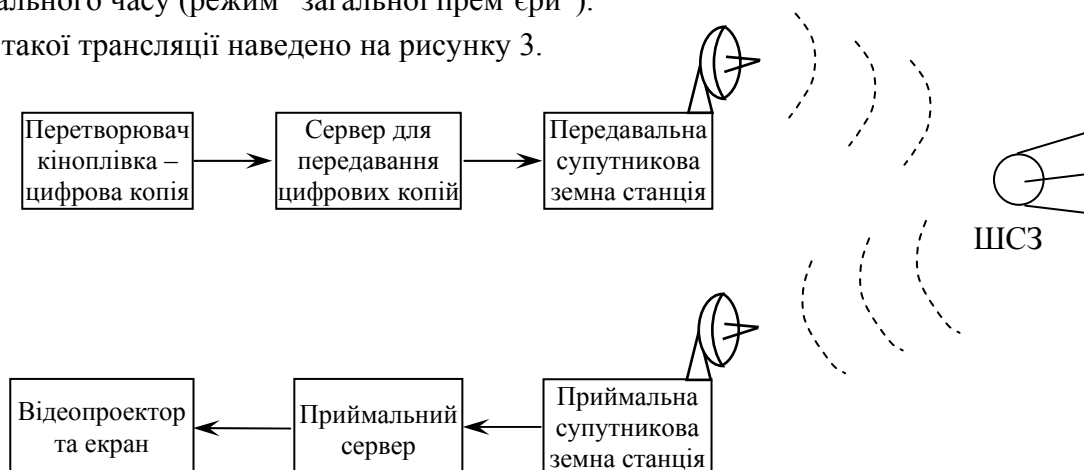 ального часу (режим "загальної прем'єри").
такої трансляції наведено на рисунку 3.
Перетворювач
кіноплівка –
цифрова копія
Сервер для
передавання
цифрових копій
Передавальна
супутникова
земна станція
ШСЗ
Відеопроектор
та екран
Приймальний
сервер
Приймальна
супутникова
земна станція